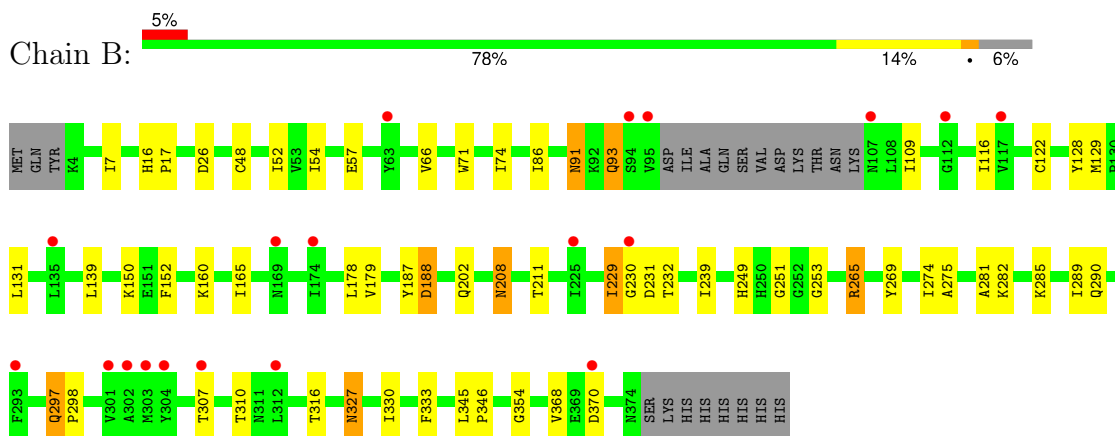 5%
Chain B:
78% 14% • 6%
MET GLN TYR K4 I7 H16 P17 D26 C48 I52 V53 I54 E57 Y63 V66 W71 I74 I86 N91 K92 Q93 S94 V95 ASP ILE ALA GLN SER VAL ASP LYS THR ASN LYS N107 L108 I109 G112 I116 V117 C122 Y128 M129 P130
L131 L135 L139 K150 E151 F152 K160 I165 N169 I174 L178 V179 Y187 D188 Q202 N208 T211 I225 I229 G230 D231 T232 I239 H249 H250 G251 G252 G253 R265 Y269 I274 A275 A281 K282 K285 I289 Q290
F293 Q297 P298 V301 A302 M303 Y304 T307 T310 N311 L312 T316 N327 I330 F333 L345 P346 G354 V368 E369 D370 N374 SER LYS HIS HIS HIS HIS HIS HIS